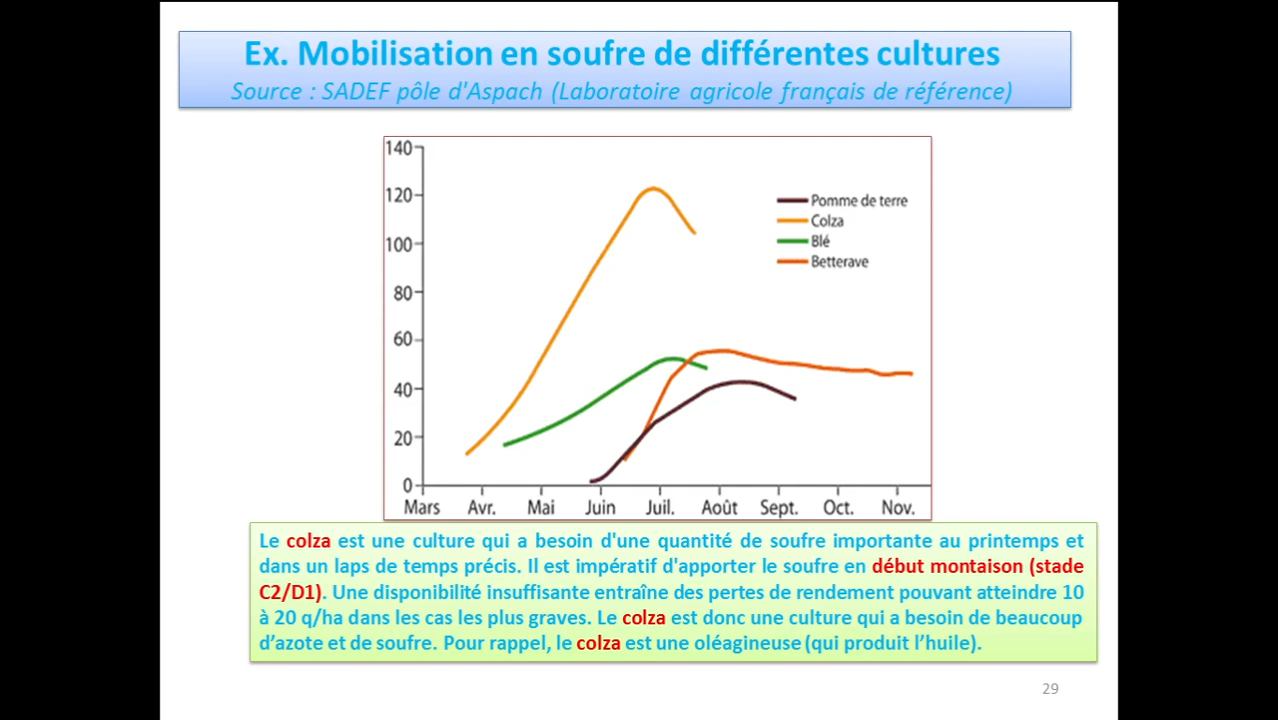 Ex. Mobilisation en soufre de différentes cultures
Source : SADEF pôle d'Aspach (Laboratoire agricole français de référence)
140
120
100
80
60
40
20
0
Pomme de terre
Colza
Blé
Betterave
Mars Avr. Mai Juin Juil. Août Sept. Oct. Nov.
Le colza est une culture qui a besoin d'une quantité de soufre importante au printemps et
dans un laps de temps précis. Il est impératif d'apporter le soufre en début montaison (stade
C2/D1). Une disponibilité insuffisante entraîne des pertes de rendement pouvant atteindre 10
à 20 q/ha dans les cas les plus graves. Le colza est donc une culture qui a besoin de beaucoup
d’azote et de soufre. Pour rappel, le colza est une oléagineuse (qui produit l’huile).
29